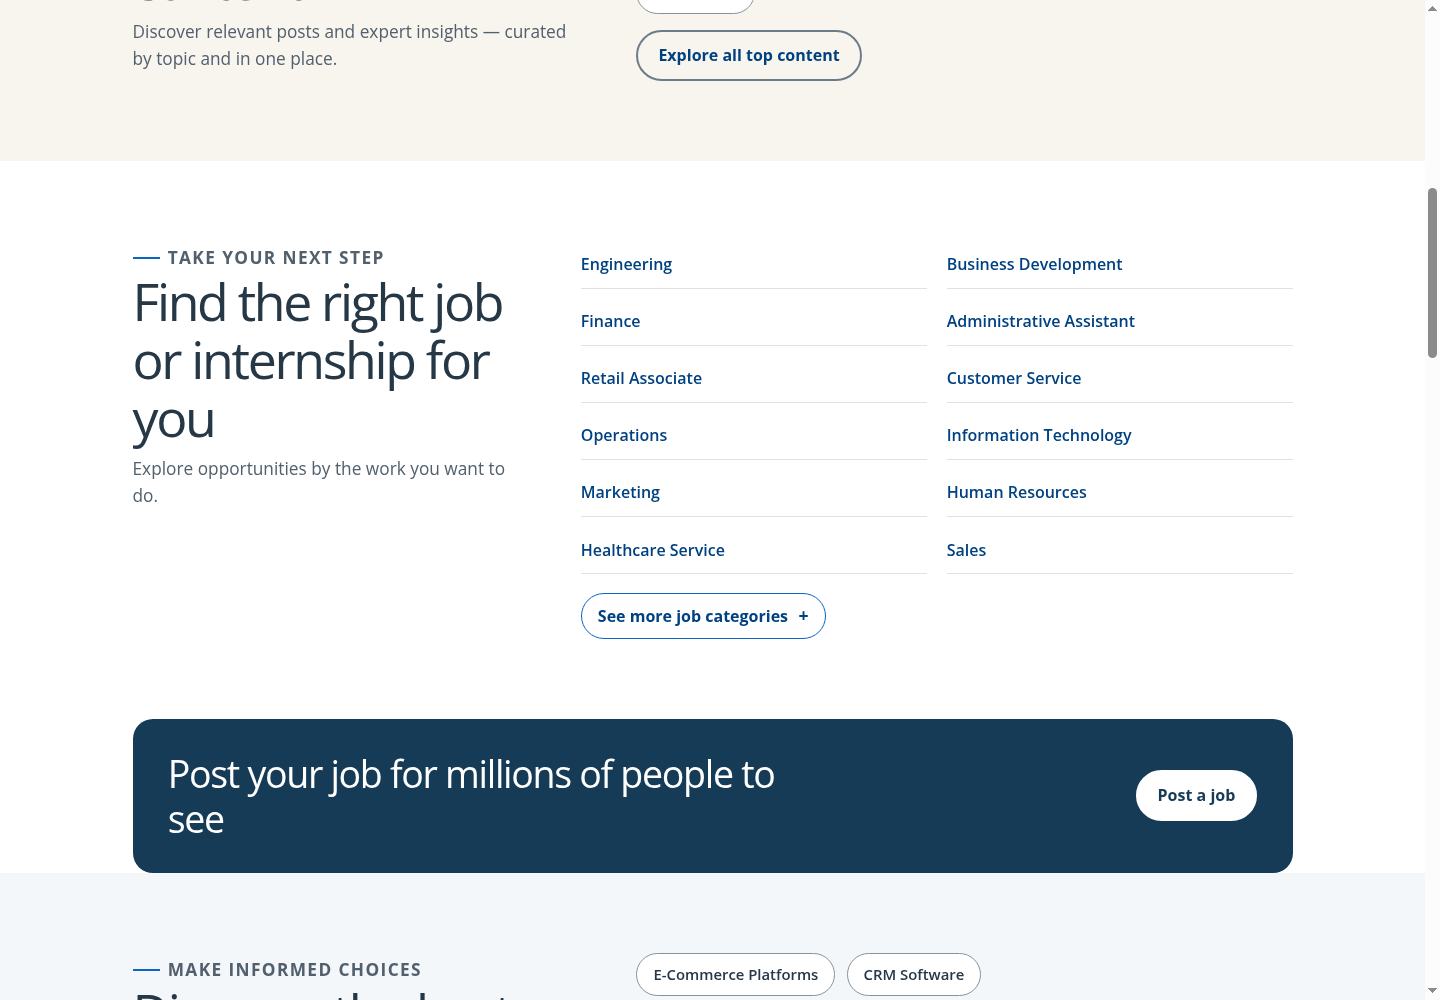 Discover relevant posts and expert insights — curated
by topic and in one place.
Explore all top content
TAKE YOUR NEXT STEP
Find the right job
or internship for
you
Explore opportunities by the work you want to
do.
Engineering
Business Development
Finance
Administrative Assistant
Retail Associate
Customer Service
Operations
Information Technology
Marketing
Human Resources
Healthcare Service
Sales
See more job categories +
Post your job for millions of people to
see
Post a job
MAKE INFORMED CHOICES
E-Commerce Platforms
CRM Software